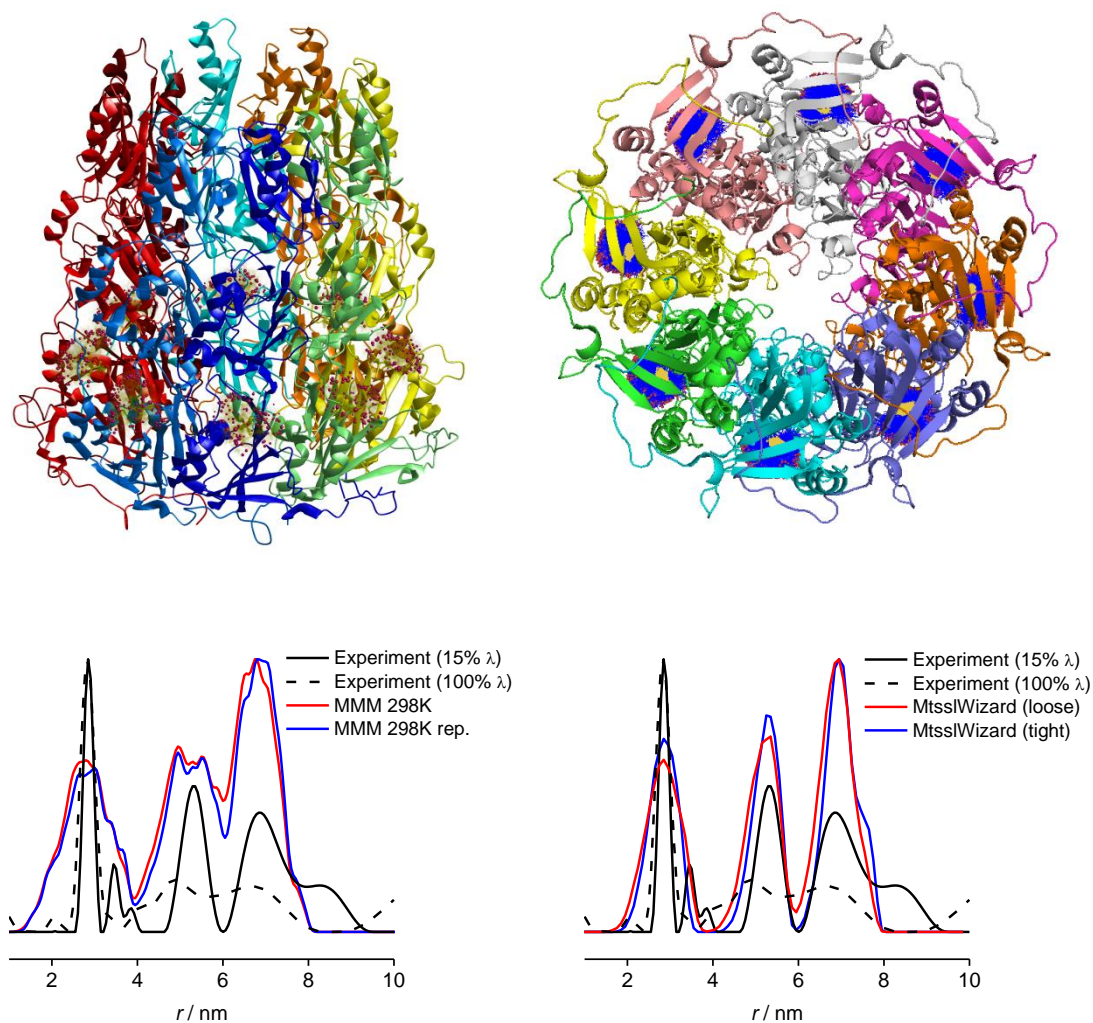 Experiment (15% λ)
Experiment (100% λ)
MMM 298K
MMM 298K rep.
2 4 6 8 10
r / nm
Experiment (15% λ)
Experiment (100% λ)
MtsslWizard (loose)
MtsslWizard (tight)
2 4 6 8 10
r / nm